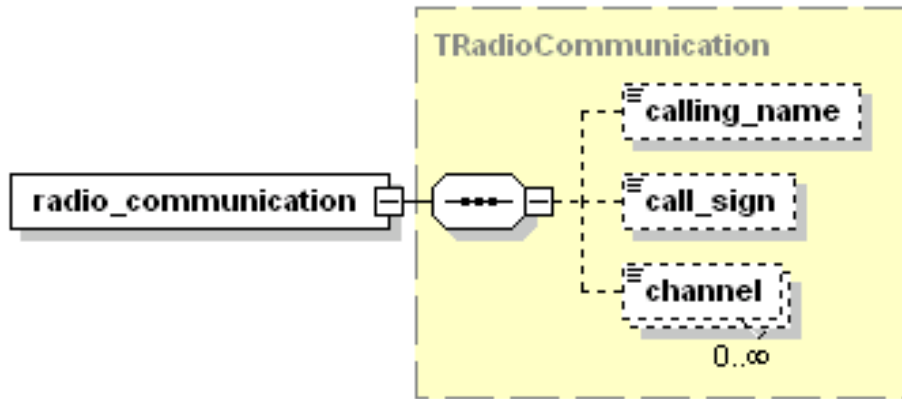 TRadioCommunication
calling_name
radio_communication
call_sign
channel
0..∞